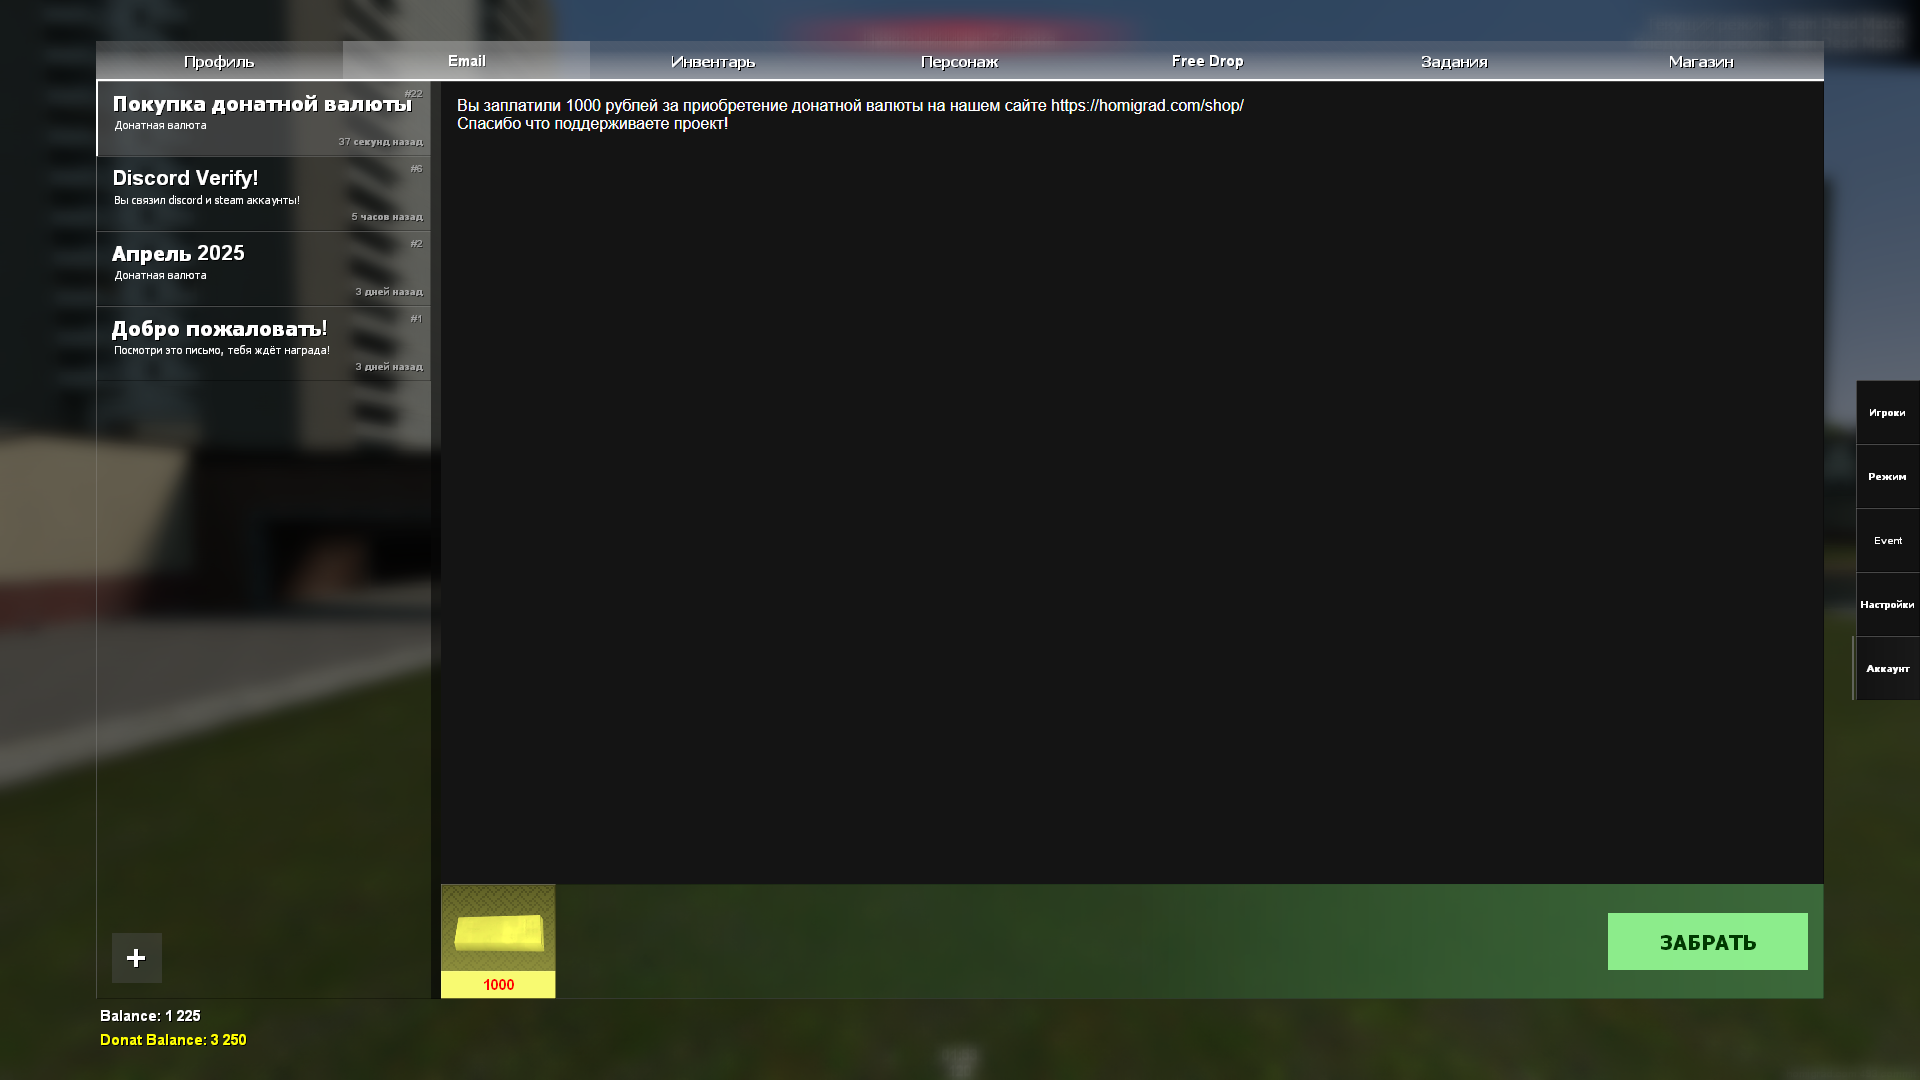 Профиль
Email
Инвентарь
Персонаж
Free Drop
Задания
Магазин
#22
Покупка донатной валюты
Донатная валюта
37 секунд назад
#6
Discord Verify!
Вы связил discord и steam аккаунты!
5 часов назад
#2
Апрель 2025
Донатная валюта
3 дней назад
#1
Добро пожаловать!
Посмотри это письмо, тебя ждёт награда!
3 дней назад
+
Вы заплатили 1000 рублей за приобретение донатной валюты на нашем сайте https://homigrad.com/shop/
Спасибо что поддерживаете проект!
1000
ЗАБРАТЬ
Игроки
Режим
Event
Настройки
Аккаунт
Balance: 1 225
Donat Balance: 3 250